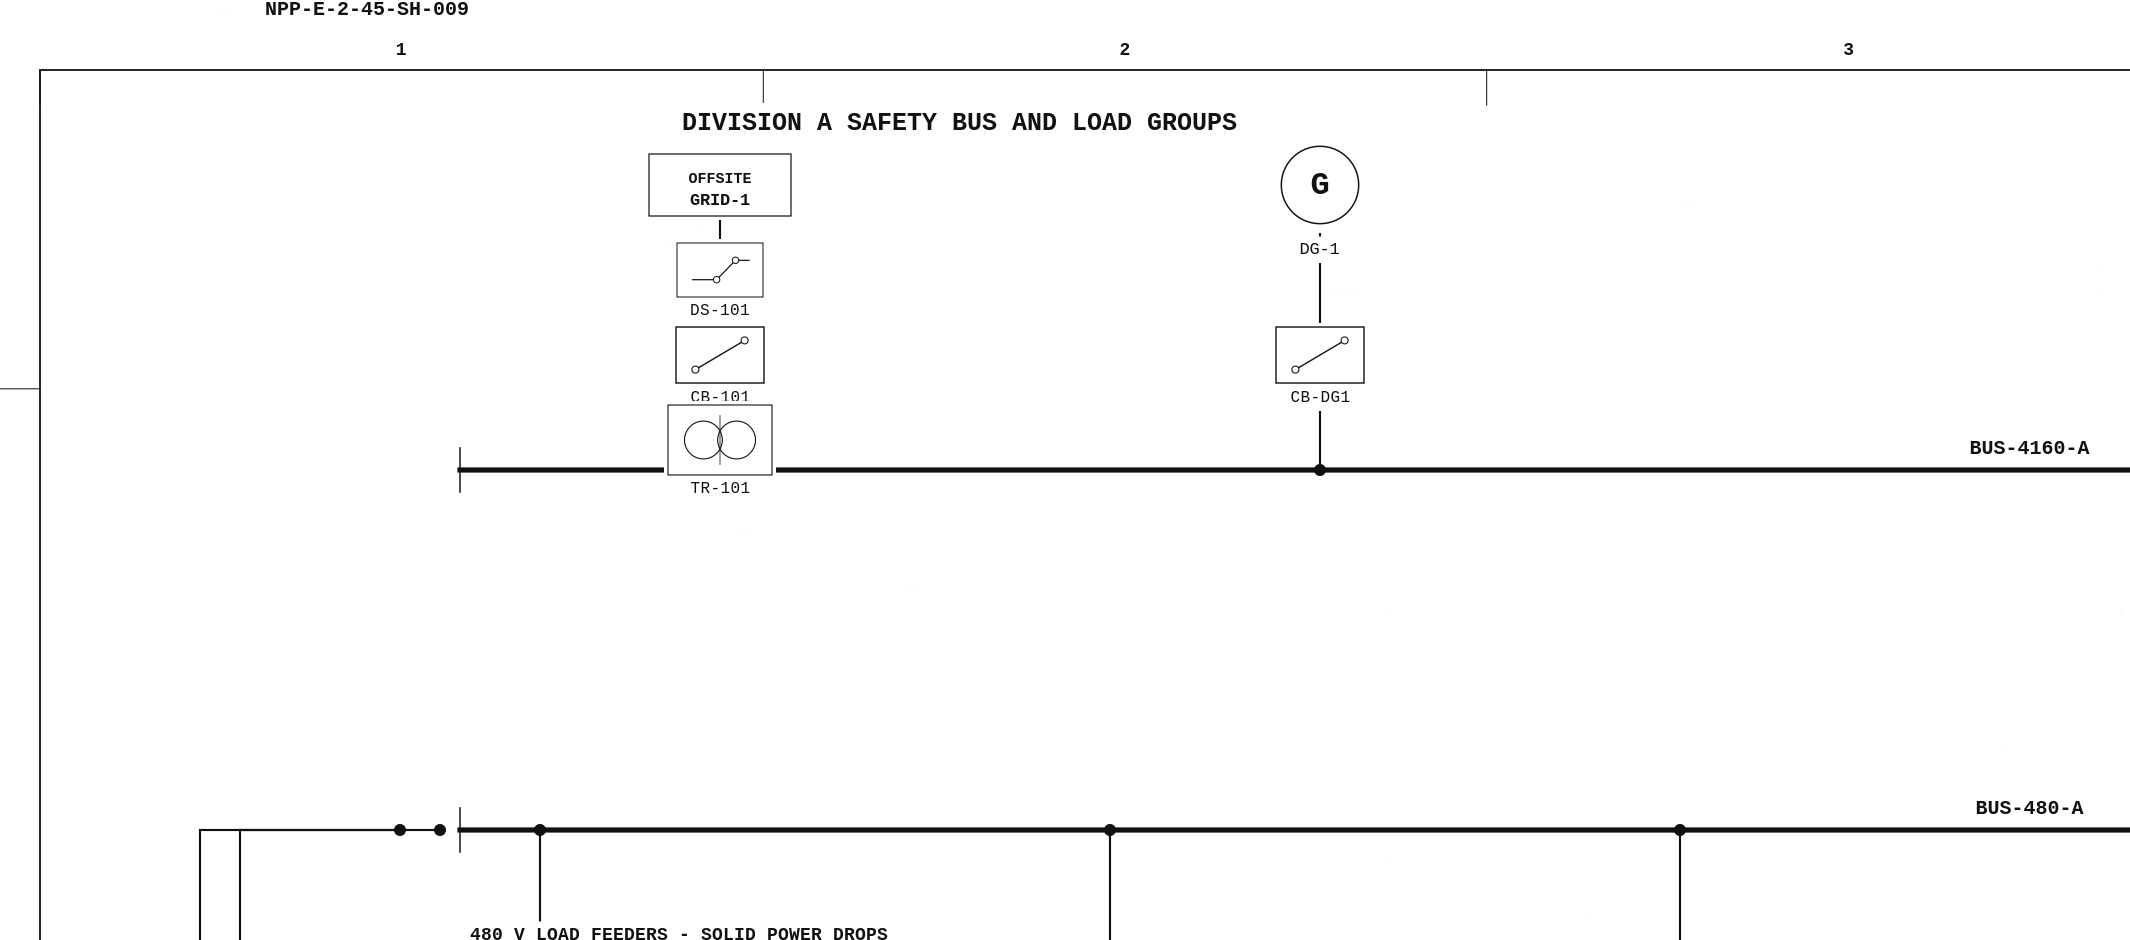 NPP-E-2-45-SH-009
1 2 3
DIVISION A SAFETY BUS AND LOAD GROUPS
OFFSITE
GRID-1
G
DG-1
DS-101
CB-101
CB-DG1
BUS-4160-A
TR-101
BUS-480-A
480 V LOAD FEEDERS - SOLID POWER DROPS